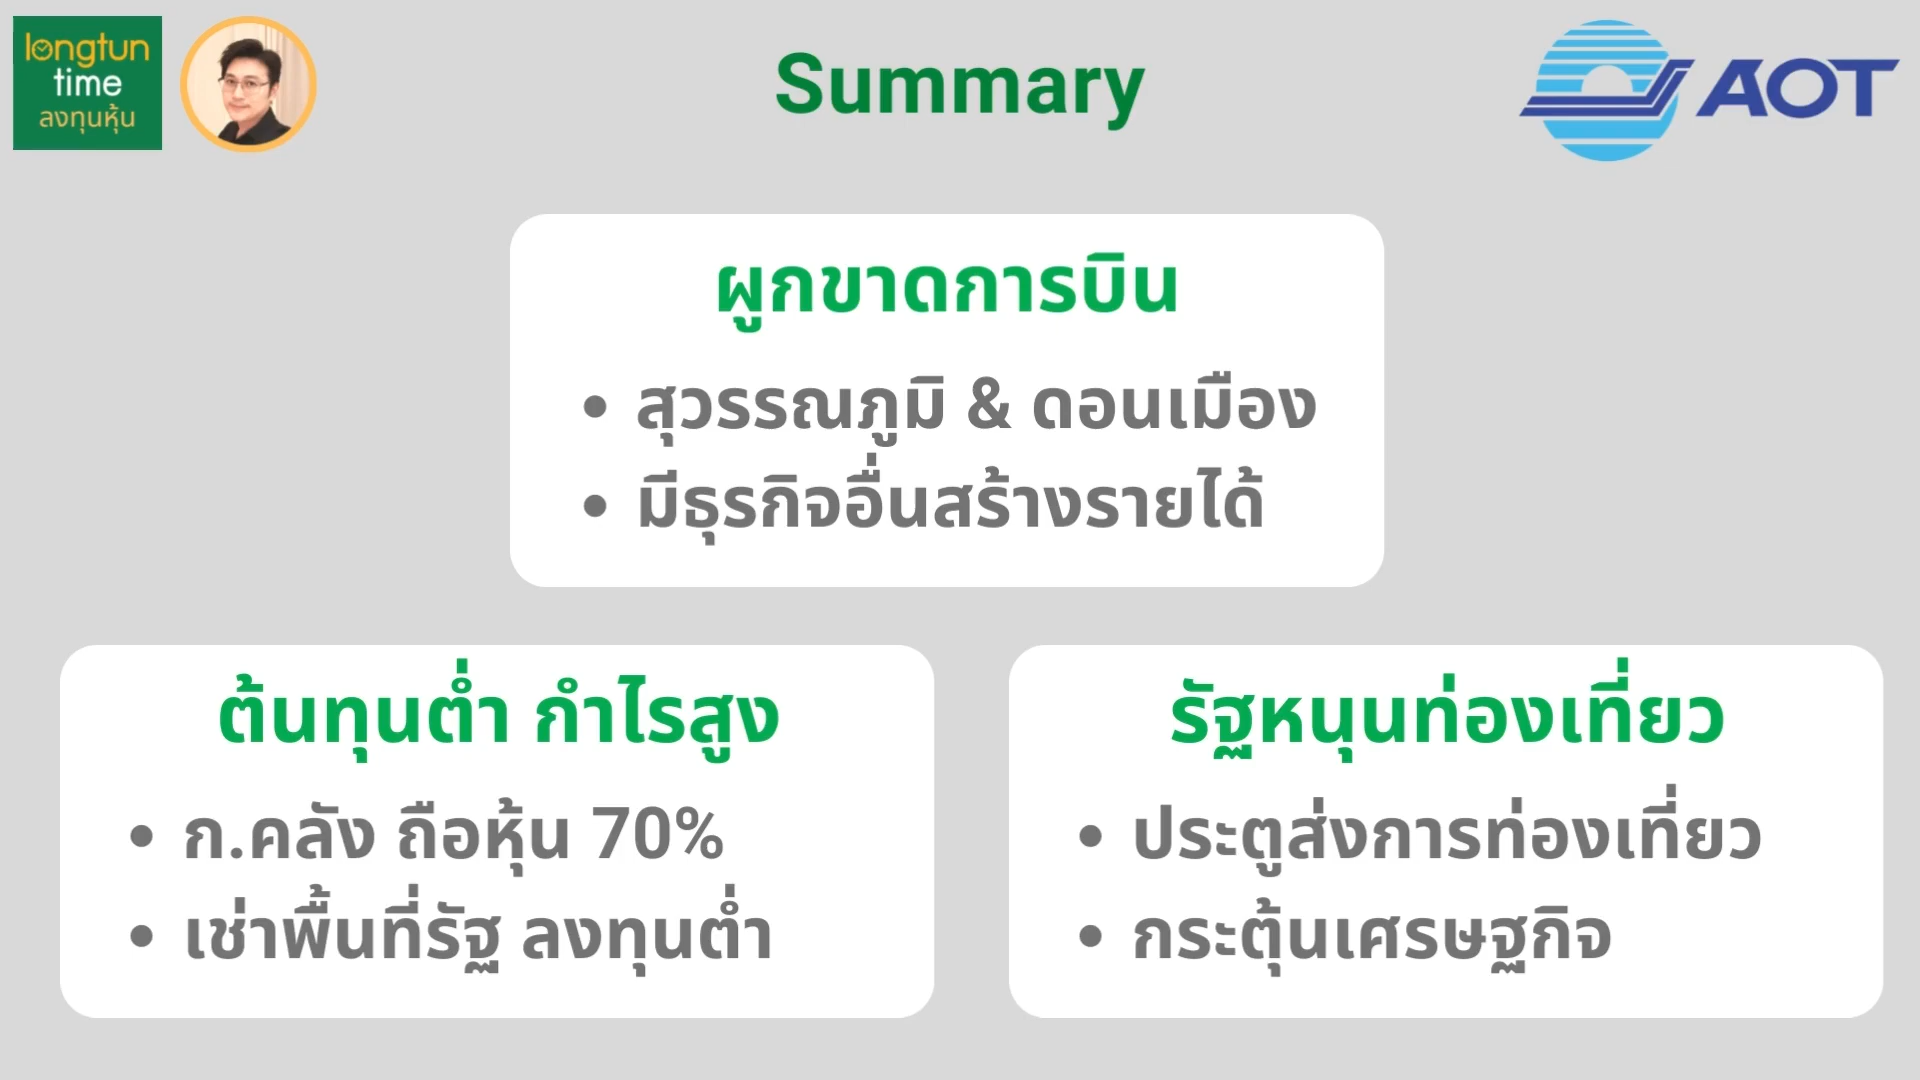 longtun
time
ลงทุนหุ้น
Summary
AOT
ผูกขาดการบิน
• สุวรรณภูมิ & ดอนเมือง
• มีธุรกิจอื่นสร้างรายได้
ต้นทุนต่ำ กำไรสูง
• ก.คลัง ถือหุ้น 70%
• เช่าพื้นที่รัฐ ลงทุนต่ำ
รัฐหนุนท่องเที่ยว
• ประตูส่งการท่องเที่ยว
• กระตุ้นเศรษฐกิจ